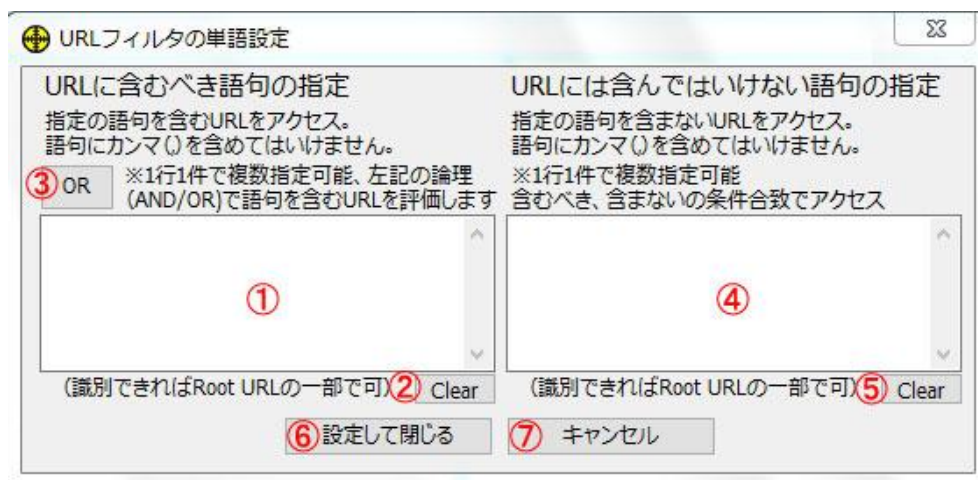 URLフィルタの単語設定
URLに含むべき語句の指定
指定の語句を含むURLをアクセス。
語句にカンマ(,)を含めてはいけません。
③ OR
※1行1件で複数指定可能、左記の論理
(AND/OR)で語句を含むURLを評価します
①
(識別できればRoot URLの一部で可)
② Clear
URLには含んではいけない語句の指定
指定の語句を含まないURLをアクセス。
語句にカンマ(,)を含めてはいけません。
※1行1件で複数指定可能
含むべき、含まないの条件合致でアクセス
④
(識別できればRoot URLの一部で可)
⑤ Clear
⑥ 設定して閉じる
⑦ キャンセル